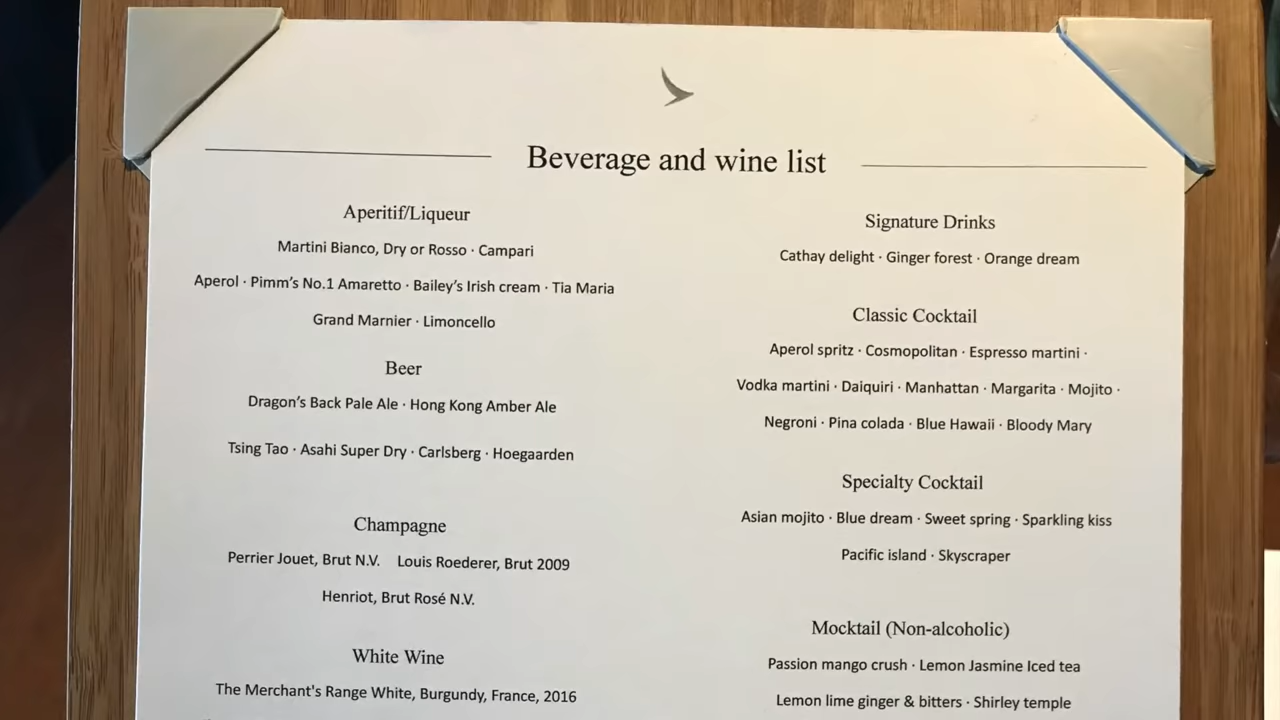 Beverage and wine list
Aperitif/Liqueur
Martini Bianco, Dry or Rosso · Campari
Aperol · Pimm's No.1 Amaretto · Bailey's Irish cream · Tia Maria
Grand Marnier · Limoncello
Beer
Dragon's Back Pale Ale · Hong Kong Amber Ale
Tsing Tao · Asahi Super Dry · Carlsberg · Hoegaarden
Champagne
Perrier Jouet, Brut N.V. Louis Roederer, Brut 2009
Henriot, Brut Rosé N.V.
White Wine
The Merchant's Range White, Burgundy, France, 2016
Signature Drinks
Cathay delight · Ginger forest · Orange dream
Classic Cocktail
Aperol spritz · Cosmopolitan · Espresso martini ·
Vodka martini · Daiquiri · Manhattan · Margarita · Mojito ·
Negroni · Pina colada · Blue Hawaii · Bloody Mary
Specialty Cocktail
Asian mojito · Blue dream · Sweet spring · Sparkling kiss
Pacific island · Skyscraper
Mocktail (Non-alcoholic)
Passion mango crush · Lemon Jasmine Iced tea
Lemon lime ginger & bitters · Shirley temple